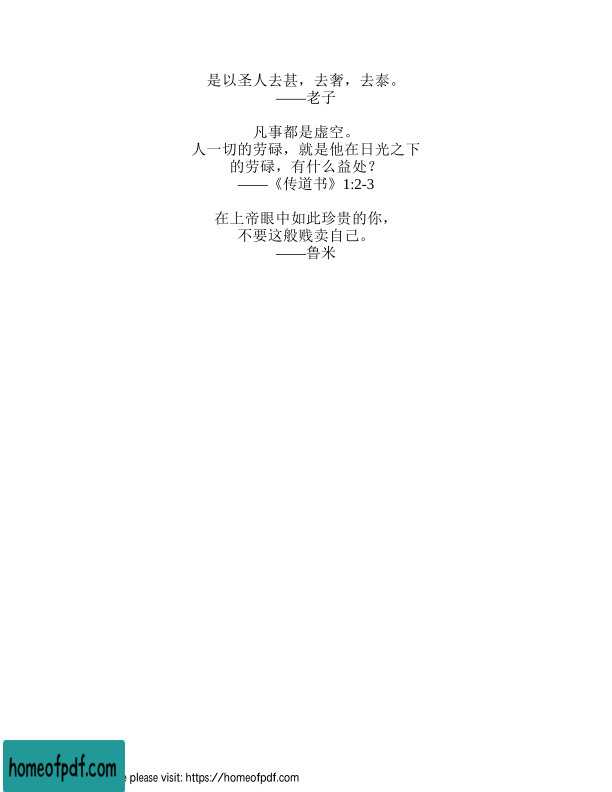 是以圣人去甚，去奢，去泰。
——老子
凡事都是虚空。
人一切的劳碌，就是他在日光之下
的劳碌，有什么益处？
——《传道书》1:2-3
在上帝眼中如此珍贵的你，
不要这般贱卖自己。
——鲁米
homeofpdf.com
please visit: https://homeofpdf.com